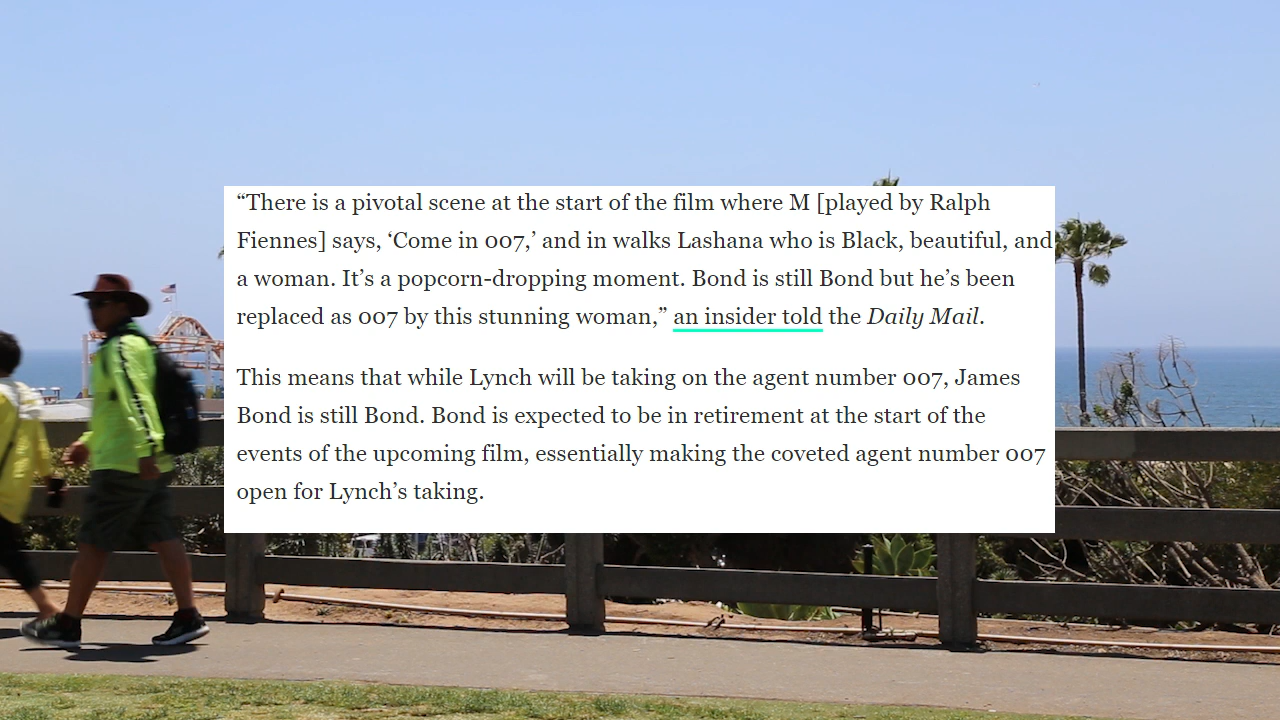 “There is a pivotal scene at the start of the film where M [played by Ralph
Fiennes] says, ‘Come in 007,’ and in walks Lashana who is Black, beautiful, and
a woman. It’s a popcorn-dropping moment. Bond is still Bond but he’s been
replaced as 007 by this stunning woman,” an insider told the Daily Mail.
This means that while Lynch will be taking on the agent number 007, James
Bond is still Bond. Bond is expected to be in retirement at the start of the
events of the upcoming film, essentially making the coveted agent number 007
open for Lynch’s taking.